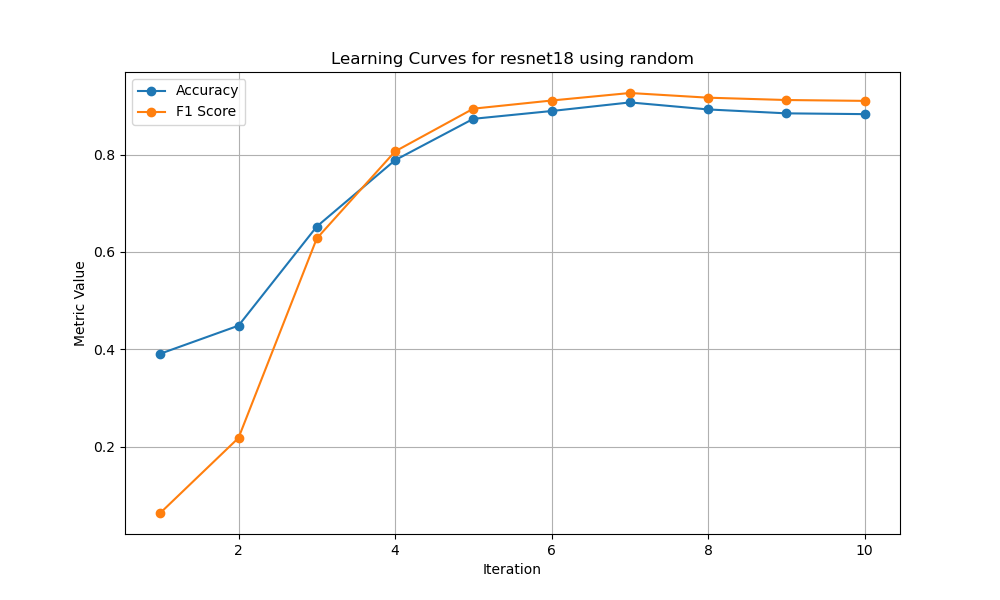 Learning Curves for resnet18 using random
Accuracy
F1 Score
0.8
0.6
0.4
0.2
Metric Value
2
4
6
8
10
Iteration